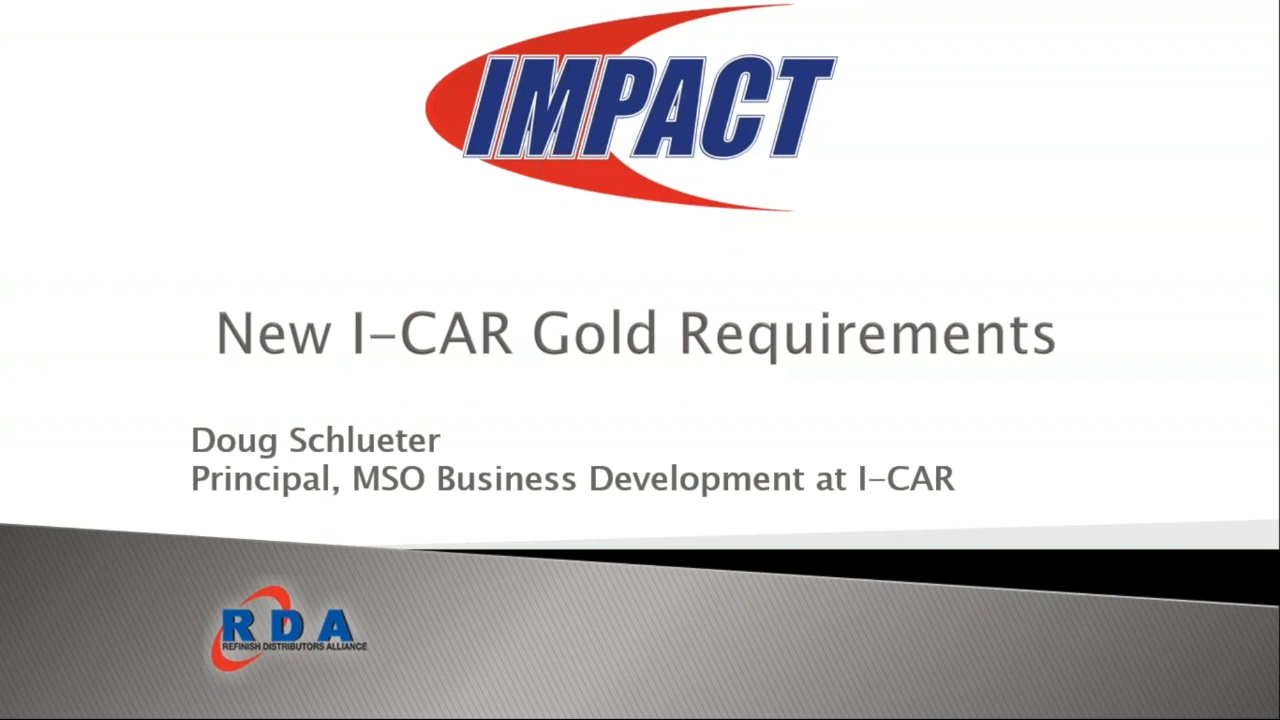 IMPACT
New I-CAR Gold Requirements
Doug Schlueter
Principal, MSO Business Development at I-CAR
RDA
REFINISH DISTRIBUTORS ALLIANCE